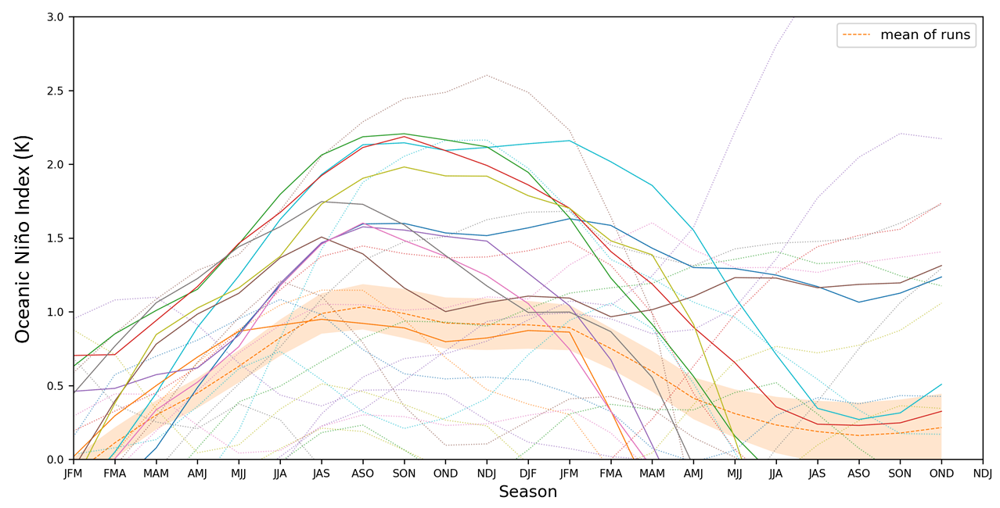 3.0
2.5
2.0
1.5
1.0
0.5
0.0
Oceanic Niño Index (K)
mean of runs
JFM FMA MAM AMJ MJJ JJA JAS ASO SON OND NDJ DJF JFM FMA MAM AMJ MJJ JJA JAS ASO SON OND NDJ
Season